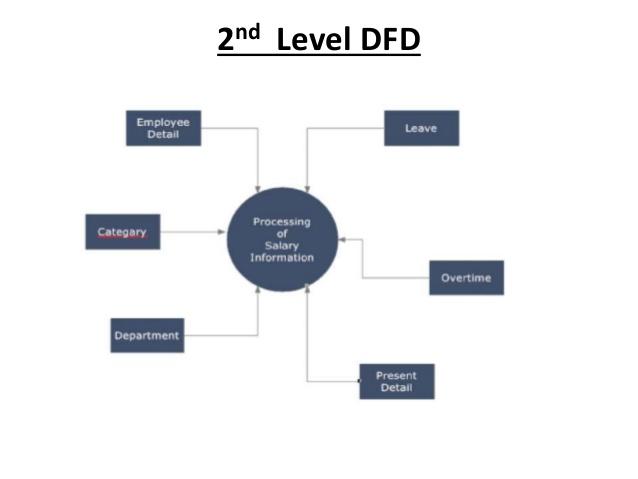 2nd Level DFD
Employee
Detail
Leave
Categary
Processing
of
Salary
Information
Overtime
Department
Present
Detail